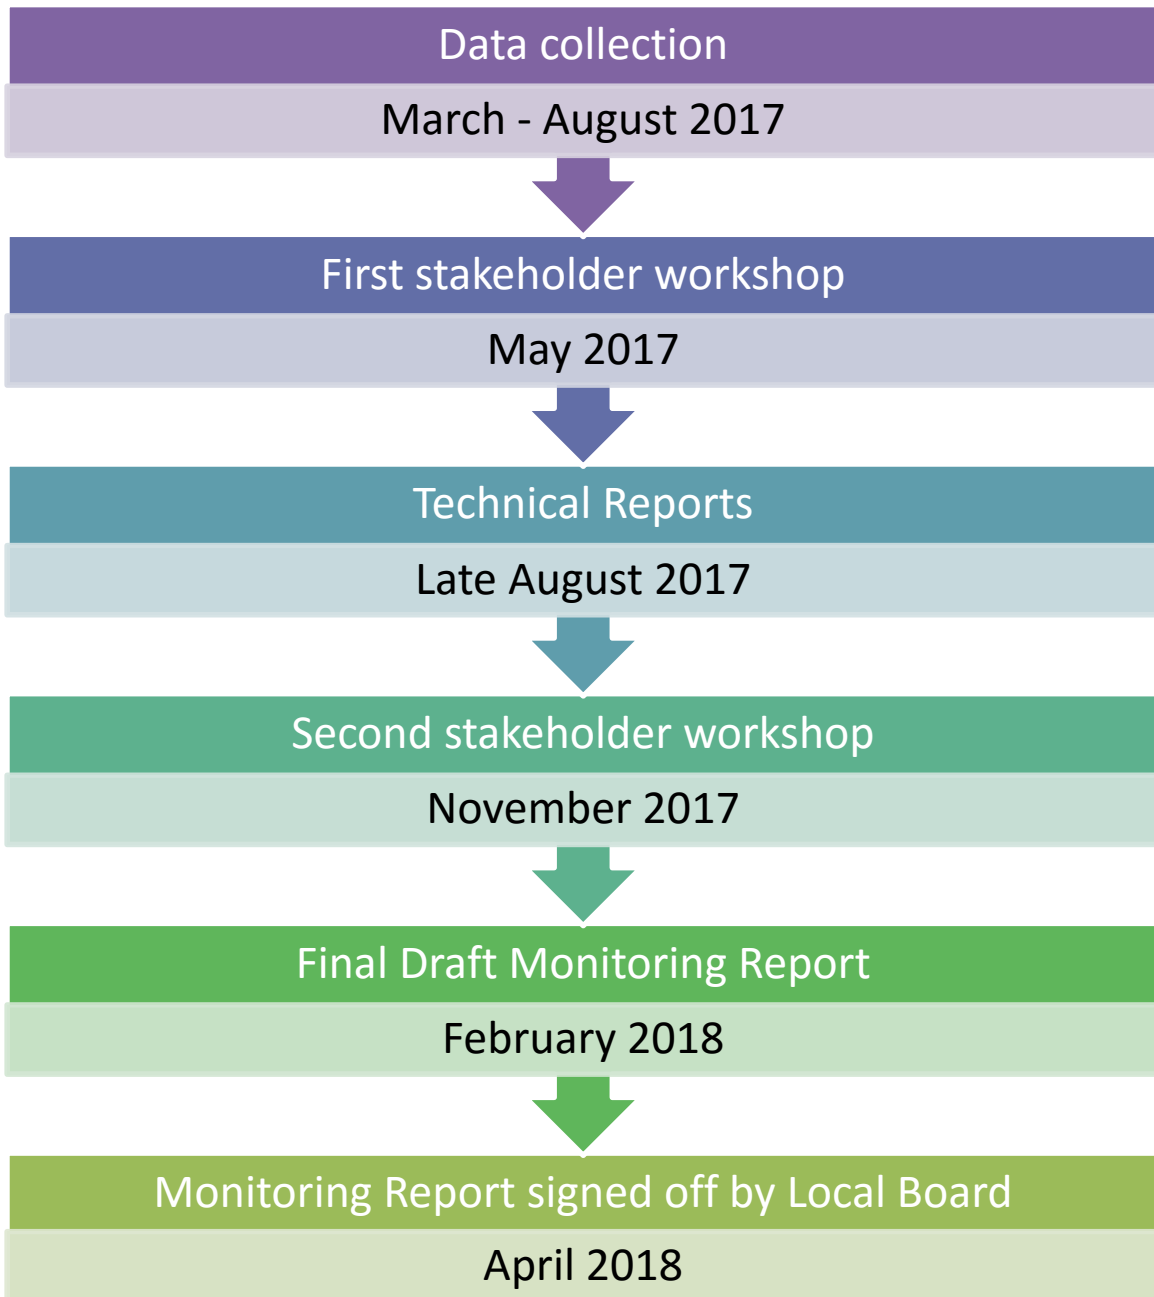 Data collection
March - August 2017
First stakeholder workshop
May 2017
Technical Reports
Late August 2017
Second stakeholder workshop
November 2017
Final Draft Monitoring Report
February 2018
Monitoring Report signed off by Local Board
April 2018